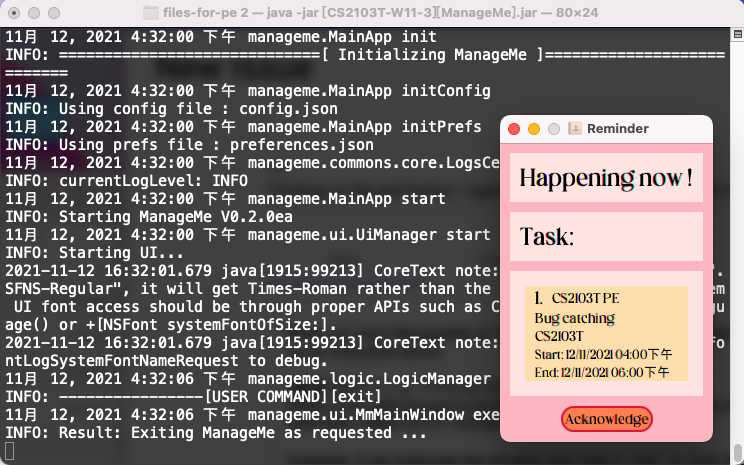 files-for-pe 2 — java -jar [CS2103T-W11-3][ManageMe].jar — 80×24
11月 12, 2021 4:32:00 下午 manageme.MainApp init
INFO: =============================[ Initializing ManageMe ]====================
=======
11月 12, 2021 4:32:00 下午 manageme.MainApp initConfig
INFO: Using config file : config.json
11月 12, 2021 4:32:00 下午 manageme.MainApp initPrefs
INFO: Using prefs file : preferences.json
11月 12, 2021 4:32:00 下午 manageme.commons.core.LogsCe
INFO: currentLogLevel: INFO
11月 12, 2021 4:32:00 下午 manageme.MainApp start
INFO: Starting ManageMe V0.2.0ea
11月 12, 2021 4:32:00 下午 manageme.ui.UiManager start
INFO: Starting UI...
2021-11-12 16:32:01.679 java[1915:99213] CoreText note: ".
SFNS-Regular", it will get Times-Roman rather than the em
UI font access should be through proper APIs such as C gu
age() or +[NSFont systemFontOfSize:].
2021-11-12 16:32:01.679 java[1915:99213] CoreText note: Fo
ntLogSystemFontNameRequest to debug.
11月 12, 2021 4:32:06 下午 manageme.logic.LogicManager
INFO: ----------------[USER COMMAND][exit]
11月 12, 2021 4:32:06 下午 manageme.ui.MmMainWindow exe
INFO: Result: Exiting ManageMe as requested ...
Reminder
Happening now !
Task:
1. CS2103T PE
Bug catching
CS2103T
Start: 12/11/2021 04:00下午
End: 12/11/2021 06:00下午
Acknowledge